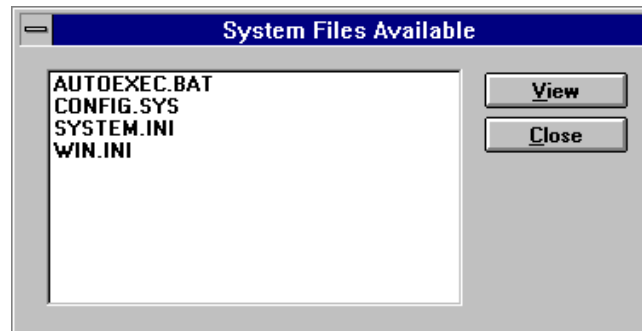 System Files Available
AUTOEXEC.BAT
CONFIG.SYS
SYSTEM.INI
WIN.INI
View
Close